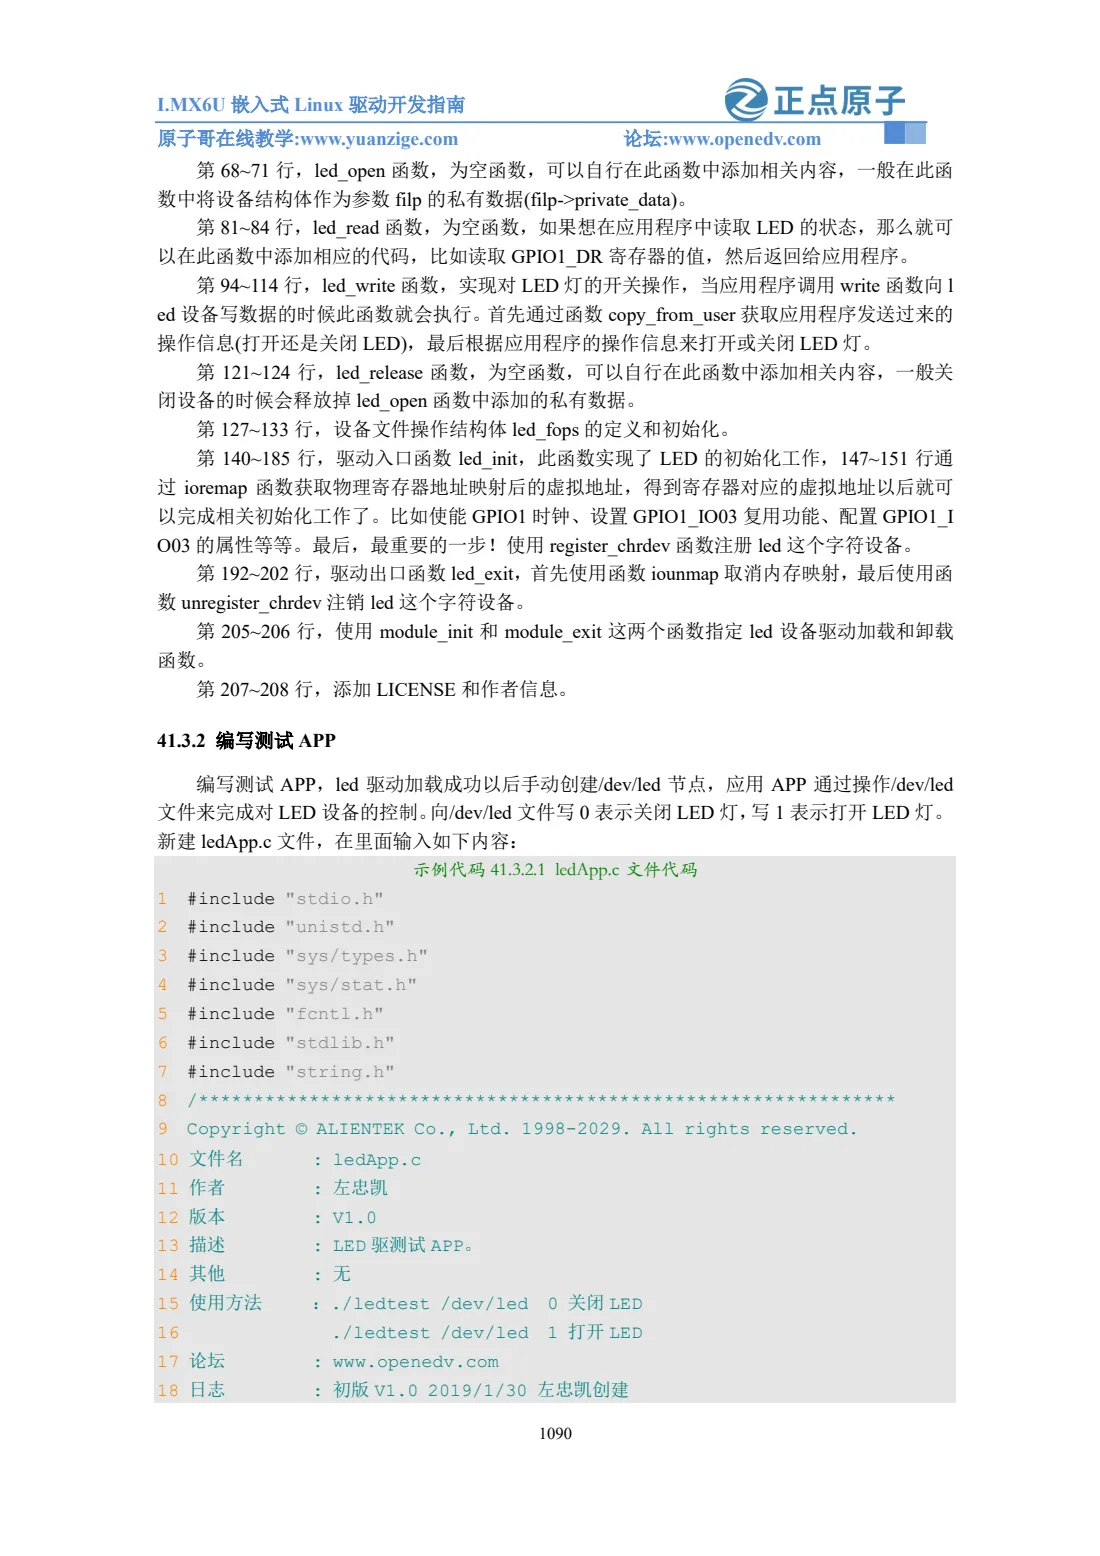 I.MX6U 嵌入式 Linux 驱动开发指南
正点原子
原子哥在线教学:www.yuanzige.com 论坛:www.openedv.com
第 68~71 行，led_open 函数，为空函数，可以自行在此函数中添加相关内容，一般在此函
数中将设备结构体作为参数 filp 的私有数据(filp->private_data)。
第 81~84 行，led_read 函数，为空函数，如果想在应用程序中读取 LED 的状态，那么就可
以在此函数中添加相应的代码，比如读取 GPIO1_DR 寄存器的值，然后返回给应用程序。
第 94~114 行，led_write 函数，实现对 LED 灯的开关操作，当应用程序调用 write 函数向 l
ed 设备写数据的时候此函数就会执行。首先通过函数 copy_from_user 获取应用程序发送过来的
操作信息(打开还是关闭 LED)，最后根据应用程序的操作信息来打开或关闭 LED 灯。
第 121~124 行，led_release 函数，为空函数，可以自行在此函数中添加相关内容，一般关
闭设备的时候会释放掉 led_open 函数中添加的私有数据。
第 127~133 行，设备文件操作结构体 led_fops 的定义和初始化。
第 140~185 行，驱动入口函数 led_init，此函数实现了 LED 的初始化工作，147~151 行通
过 ioremap 函数获取物理寄存器地址映射后的虚拟地址，得到寄存器对应的虚拟地址以后就可
以完成相关初始化工作了。比如使能 GPIO1 时钟、设置 GPIO1_IO03 复用功能、配置 GPIO1_I
O03 的属性等等。最后，最重要的一步！使用 register_chrdev 函数注册 led 这个字符设备。
第 192~202 行，驱动出口函数 led_exit，首先使用函数 iounmap 取消内存映射，最后使用函
数 unregister_chrdev 注销 led 这个字符设备。
第 205~206 行，使用 module_init 和 module_exit 这两个函数指定 led 设备驱动加载和卸载
函数。
第 207~208 行，添加 LICENSE 和作者信息。
41.3.2 编写测试 APP
编写测试 APP，led 驱动加载成功以后手动创建/dev/led 节点，应用 APP 通过操作/dev/led
文件来完成对 LED 设备的控制。向/dev/led 文件写 0 表示关闭 LED 灯，写 1 表示打开 LED 灯。
新建 ledApp.c 文件，在里面输入如下内容：
示例代码 41.3.2.1 ledApp.c 文件代码
1 #include "stdio.h"
2 #include "unistd.h"
3 #include "sys/types.h"
4 #include "sys/stat.h"
5 #include "fcntl.h"
6 #include "stdlib.h"
7 #include "string.h"
8 /***************************************************************
9 Copyright © ALIENTEK Co., Ltd. 1998-2029. All rights reserved.
10 文件名 : ledApp.c
11 作者 : 左忠凯
12 版本 : V1.0
13 描述 : LED 驱测试 APP。
14 其他 : 无
15 使用方法 : ./ledtest /dev/led 0 关闭 LED
16 ./ledtest /dev/led 1 打开 LED
17 论坛 : www.openedv.com
18 日志 : 初版 V1.0 2019/1/30 左忠凯创建
1090